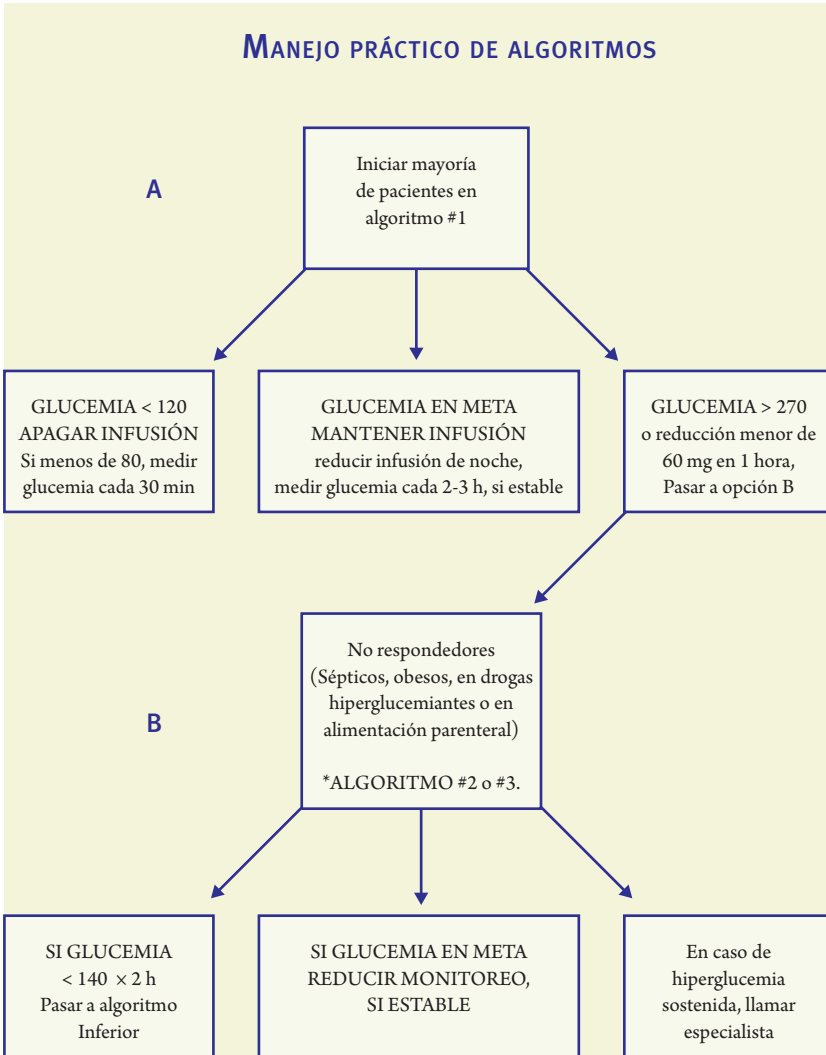 MANEJO PRÁCTICO DE ALGORITMOS
A
Iniciar mayoría
de pacientes en
algoritmo #1
GLUCEMIA < 120
APAGAR INFUSIÓN
Si menos de 80, medir
glucemia cada 30 min
GLUCEMIA EN META
MANTENER INFUSIÓN
reducir infusión de noche,
medir glucemia cada 2-3 h, si estable
GLUCEMIA > 270
o reducción menor de
60 mg en 1 hora,
Pasar a opción B
B
No respondedores
(Sépticos, obesos, en drogas
hiperglucemiantes o en
alimentación parenteral)
*ALGORITMO #2 o #3.
SI GLUCEMIA
< 140 × 2 h
Pasar a algoritmo
Inferior
SI GLUCEMIA EN META
REDUCIR MONITOREO,
SI ESTABLE
En caso de
hiperglucemia
sostenida, llamar
especialista